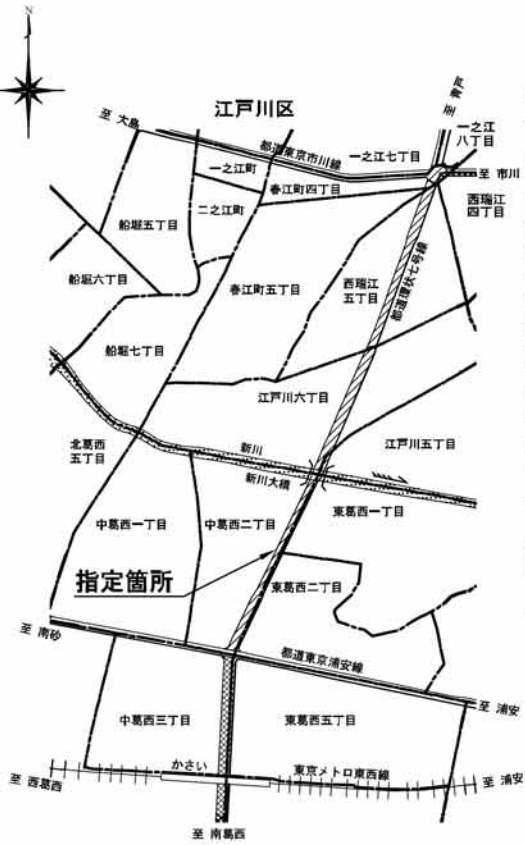 N
江戸川区
至 青戸
至 大島
都道東京市川線
一之江七丁目
一之江
八丁目
至 市川
一之江町
春江町四丁目
西瑞江
四丁目
船堀五丁目
二之江町
船堀六丁目
春江町五丁目
西瑞江
五丁目
都道環状七号線
船堀七丁目
江戸川六丁目
江戸川五丁目
北葛西
五丁目
新川
新川大橋
中葛西一丁目
中葛西二丁目
東葛西一丁目
指定箇所
東葛西二丁目
至 南砂
都道東京浦安線
至 浦安
中葛西三丁目
東葛西五丁目
かさい
東京メトロ東西線
至 西葛西
至 浦安
至 南葛西